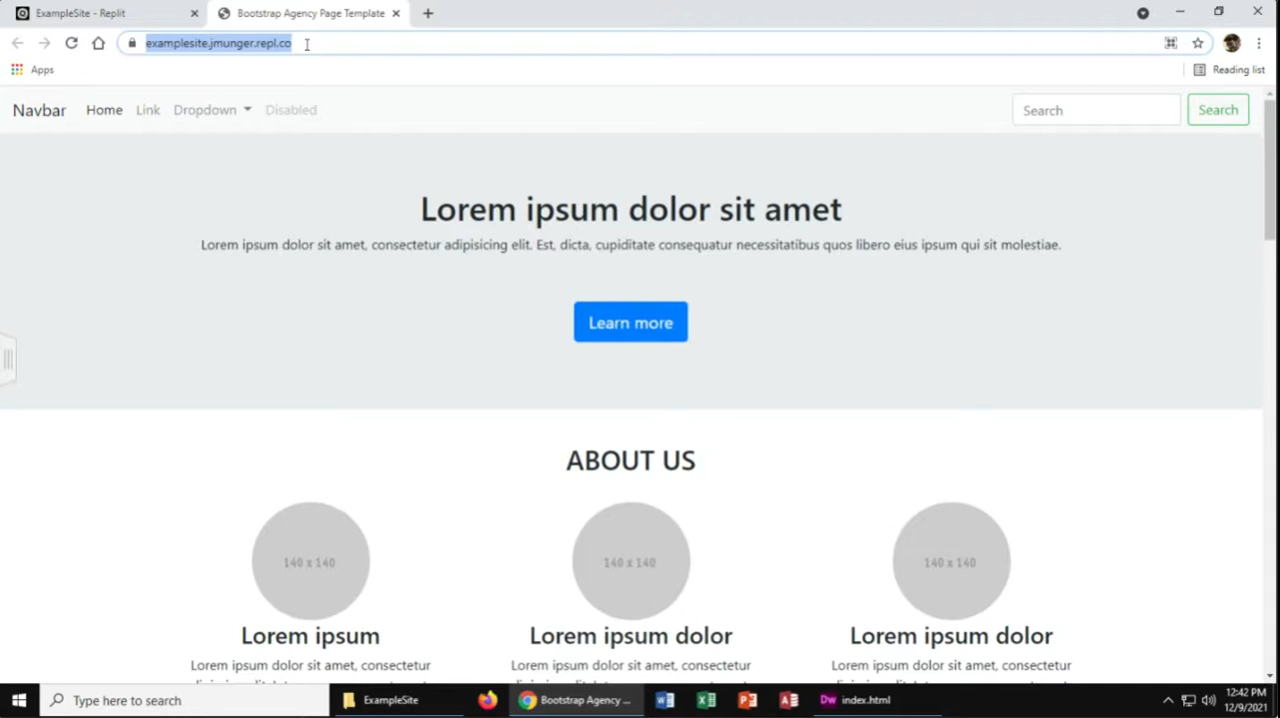 ExampleSite - Replit
Bootstrap Agency Page Template
examplesite.jmunger.repl.co
Apps
Reading list
Navbar Home Link Dropdown Disabled Search Search
Lorem ipsum dolor sit amet
Lorem ipsum dolor sit amet, consectetur adipisicing elit. Est, dicta, cupiditate consequatur necessitatibus quos libero eius ipsum qui sit molestiae.
Learn more
ABOUT US
140 x 140
140 x 140
140 x 140
Lorem ipsum
Lorem ipsum dolor
Lorem ipsum dolor
Lorem ipsum dolor sit amet, consectetur
Lorem ipsum dolor sit amet, consectetur
Lorem ipsum dolor sit amet, consectetur
Type here to search
ExampleSite
Bootstrap Agency ...
Dw index.html
12:42 PM
12/9/2021